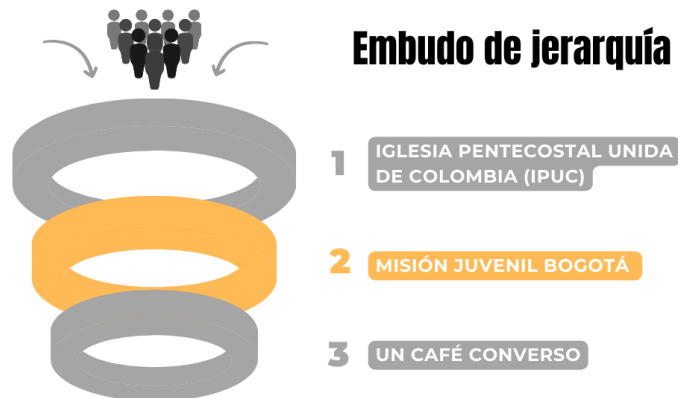 Embudo de jerarquía
1
IGLESIA PENTECOSTAL UNIDA
DE COLOMBIA (IPUC)
2
MISIÓN JUVENIL BOGOTÁ
3
UN CAFÉ CONVERSO